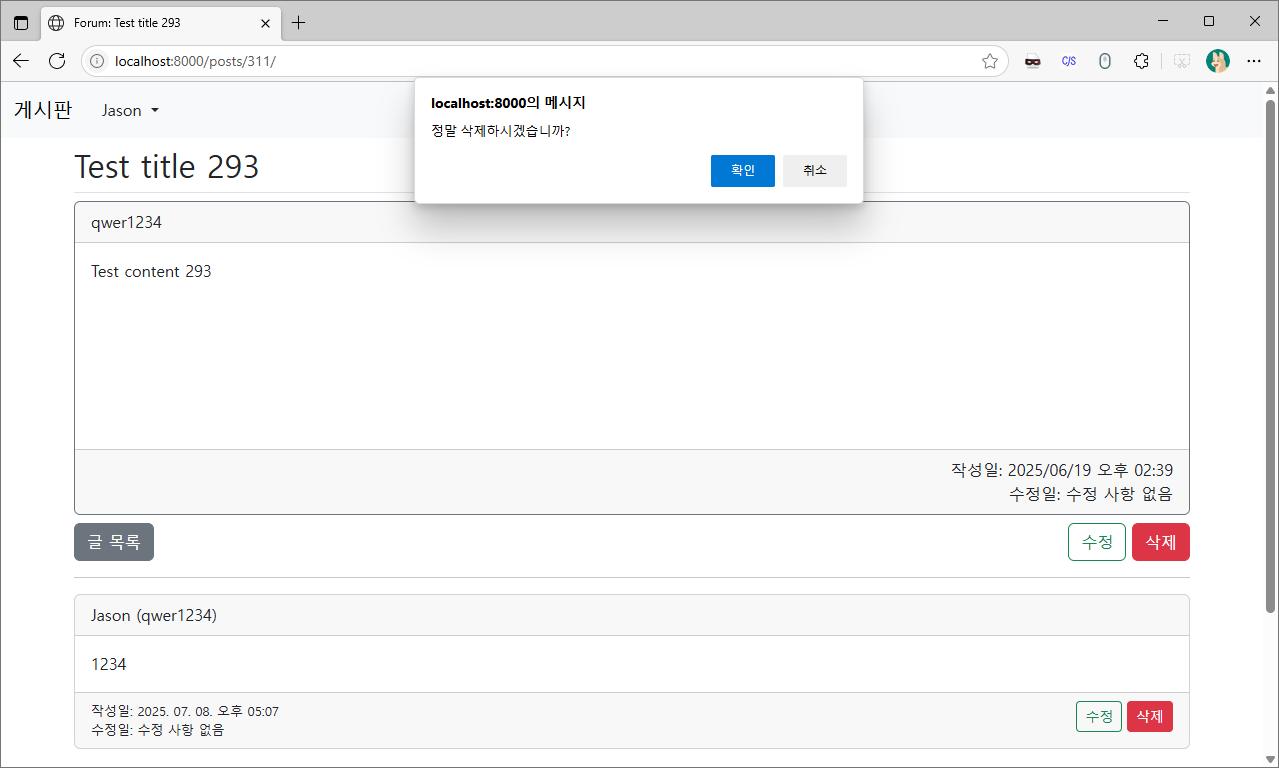 Forum: Test title 293
localhost:8000/posts/311/
C/S
게시판 Jason
localhost:8000의 메시지
정말 삭제하시겠습니까?
확인 취소
Test title 293
qwer1234
Test content 293
작성일: 2025/06/19 오후 02:39
수정일: 수정 사항 없음
글 목록 수정 삭제
Jason (qwer1234)
1234
작성일: 2025. 07. 08. 오후 05:07
수정일: 수정 사항 없음
수정 삭제